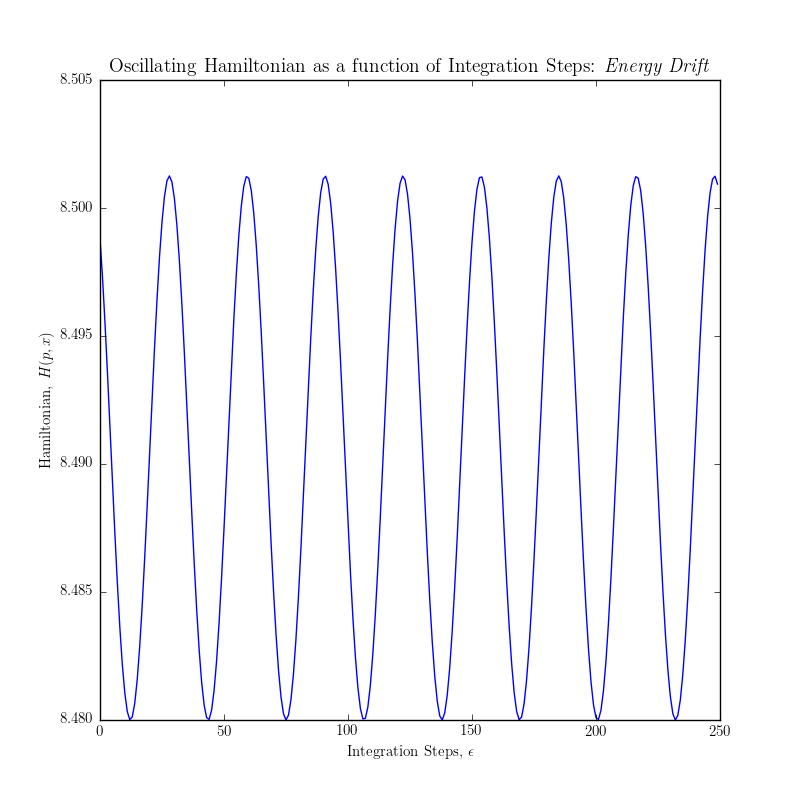 Oscillating Hamiltonian as a function of Integration Steps: Energy Drift
8.505
8.500
8.495
8.490
8.485
8.480
Hamiltonian, H(p, x)
0 50 100 150 200 250
Integration Steps, ϵ